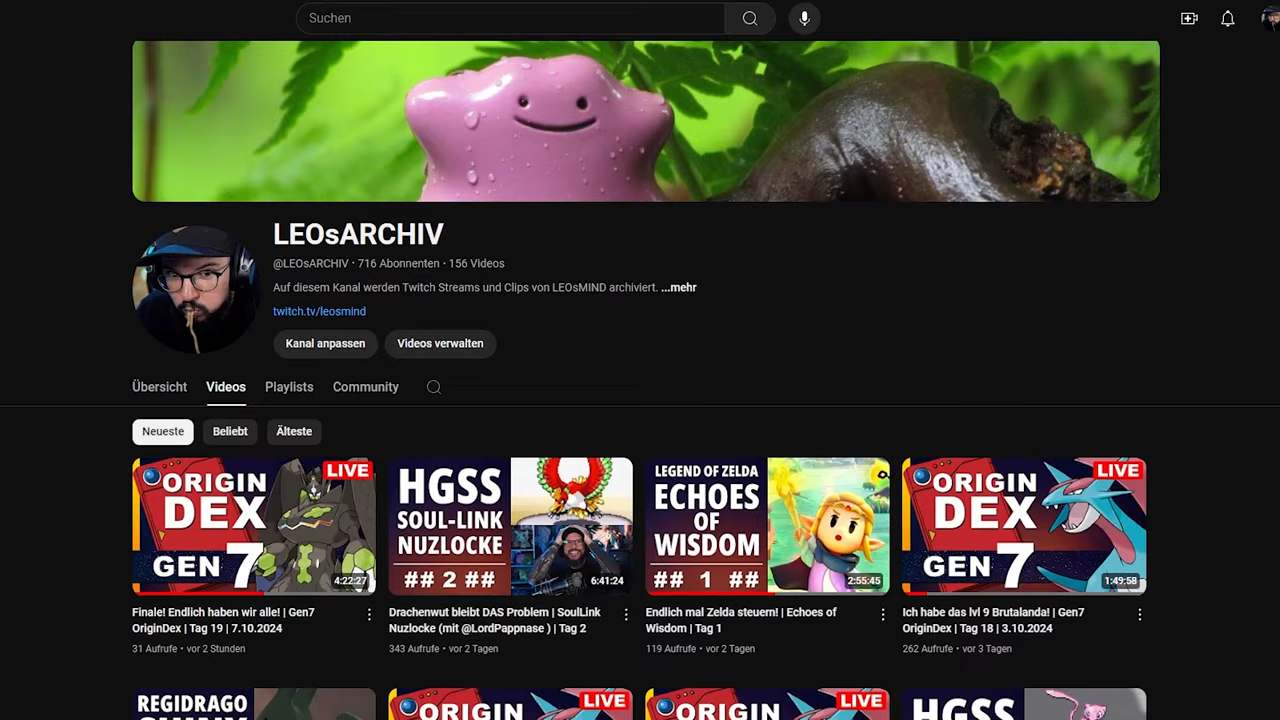 Suchen
LEOsARCHIV
@LEOsARCHIV • 716 Abonnenten • 156 Videos
Auf diesem Kanal werden Twitch Streams und Clips von LEOsMIND archiviert. ...mehr
twitch.tv/leosmind
Kanal anpassen
Videos verwalten
Übersicht
Videos
Playlists
Community
Neueste
Beliebt
Älteste
LIVE
ORIGIN
DEX
GEN 7
4:22:27
Finale! Endlich haben wir alle! | Gen7
OriginDex | Tag 19 | 7.10.2024
31 Aufrufe • vor 2 Stunden
HGSS
SOUL-LINK
NUZLOCKE
## 2 ##
6:41:24
Drachenwut bleibt DAS Problem | SoulLink
Nuzlocke (mit @LordPappnase ) | Tag 2
343 Aufrufe • vor 2 Tagen
LEGEND OF ZELDA
ECHOES
OF
WISDOM
## 1 ##
2:55:45
Endlich mal Zelda steuern! | Echoes of
Wisdom | Tag 1
119 Aufrufe • vor 2 Tagen
LIVE
ORIGIN
DEX
GEN 7
1:49:58
Ich habe das lvl 9 Brutalanda! | Gen7
OriginDex | Tag 18 | 3.10.2024
262 Aufrufe • vor 3 Tagen
REGIDRAGO
LIVE
ORIGIN
LIVE
ORIGIN
HGSS